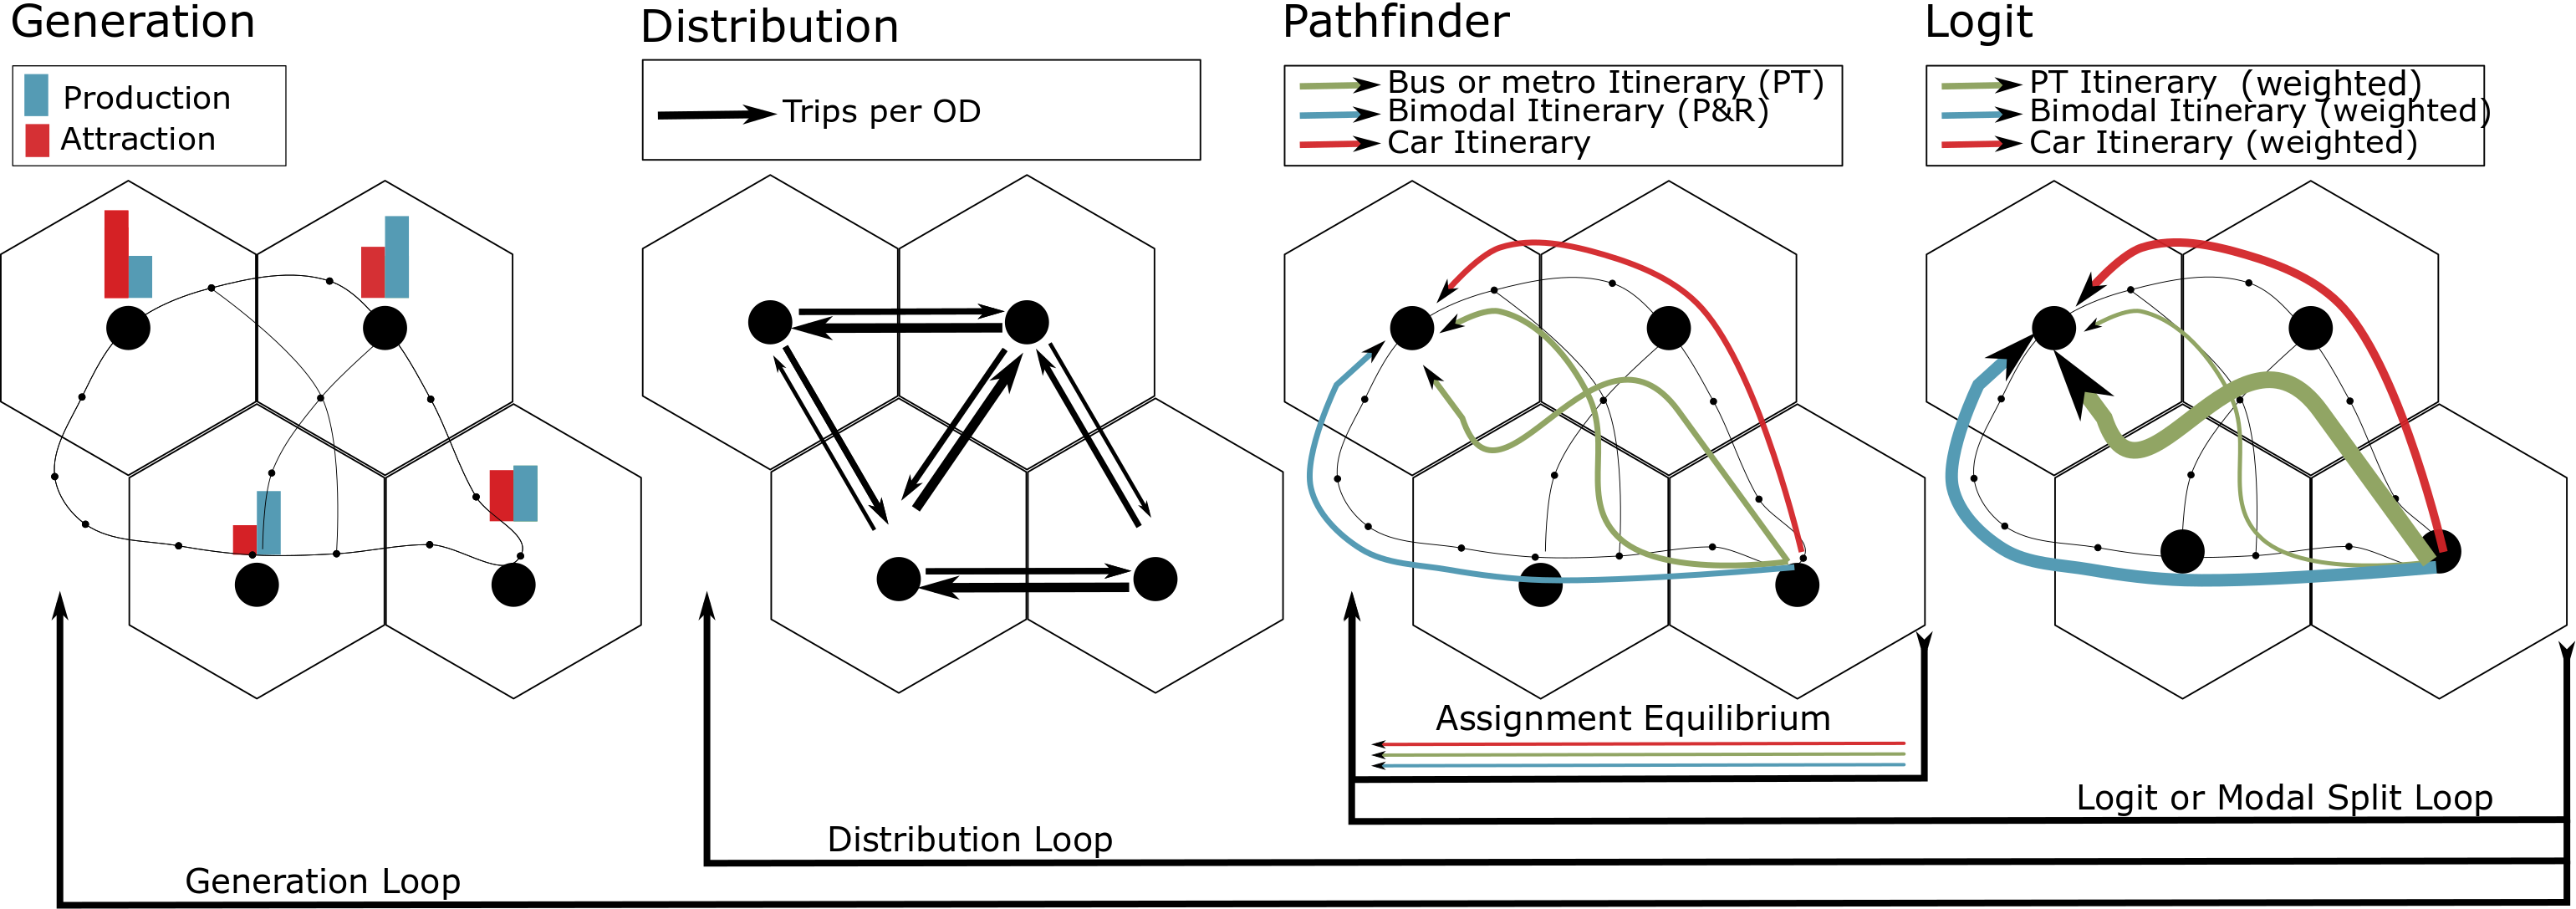 Generation
Production
Attraction
Distribution
Trips per OD
Pathfinder
Bus or metro Itinerary (PT)
Bimodal Itinerary (P&R)
Car Itinerary
Logit
PT Itinerary (weighted)
Bimodal Itinerary (weighted)
Car Itinerary (weighted)
Assignment Equilibrium
Logit or Modal Split Loop
Distribution Loop
Generation Loop